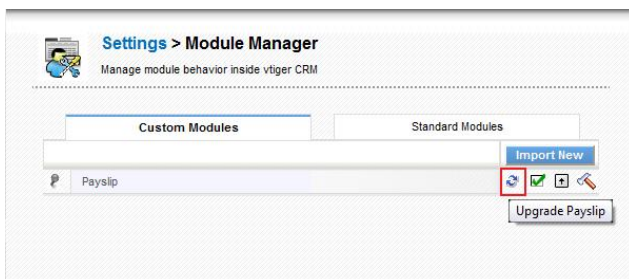 Settings > Module Manager
Manage module behavior inside vtiger CRM
Custom Modules
Standard Modules
Import New
Payslip
Upgrade Payslip